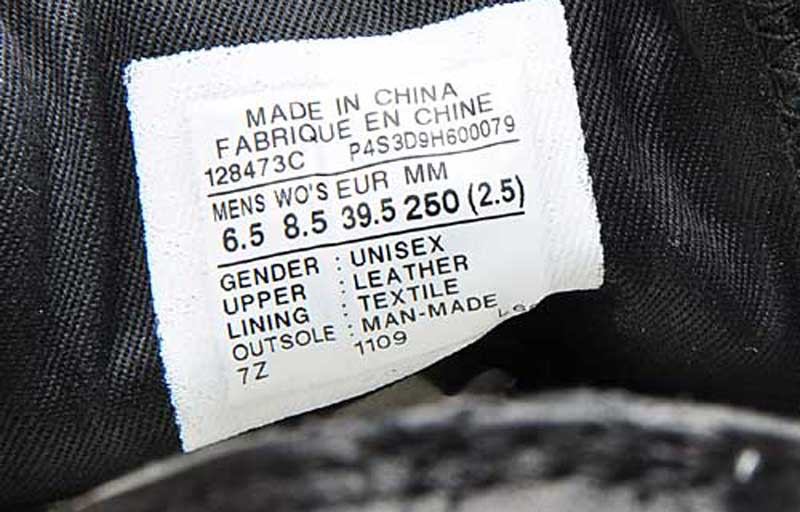 MADE IN CHINA
FABRIQUE EN CHINE
128473C P4S3D9H600079
MENS WO'S EUR MM
6.5 8.5 39.5 250 (2.5)
GENDER : UNISEX
UPPER : LEATHER
LINING : TEXTILE
OUTSOLE : MAN-MADE
7Z 1109